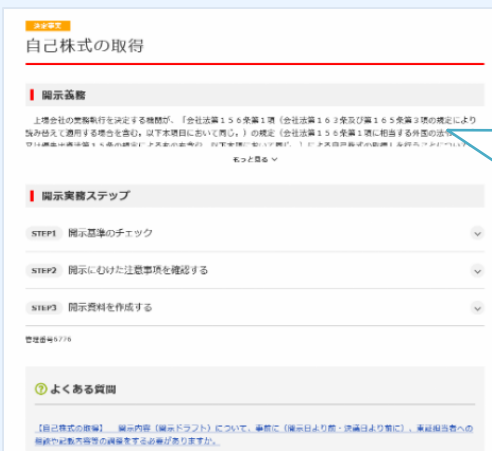 決定事実
自己株式の取得
開示義務
上場会社の業務執行を決定する機関が、「会社法第156条第1項(会社法第163条及び第165条第3項の規定により
読み替えて適用する場合を含む。以下本項目において同じ。)の規定(会社法第156条第1項に相当する外国の法令
もっと見る
開示実務ステップ
STEP1 開示基準のチェック
STEP2 開示にむけた注意事項を確認する
STEP3 開示資料を作成する
管理番号6776
よくある質問
【自己株式の取得】 開示内容(開示ドラフト)について、事前に(開示日より前・決議日より前に)、東証担当者への
相談や記載内容等の調整をする必要がありますか。